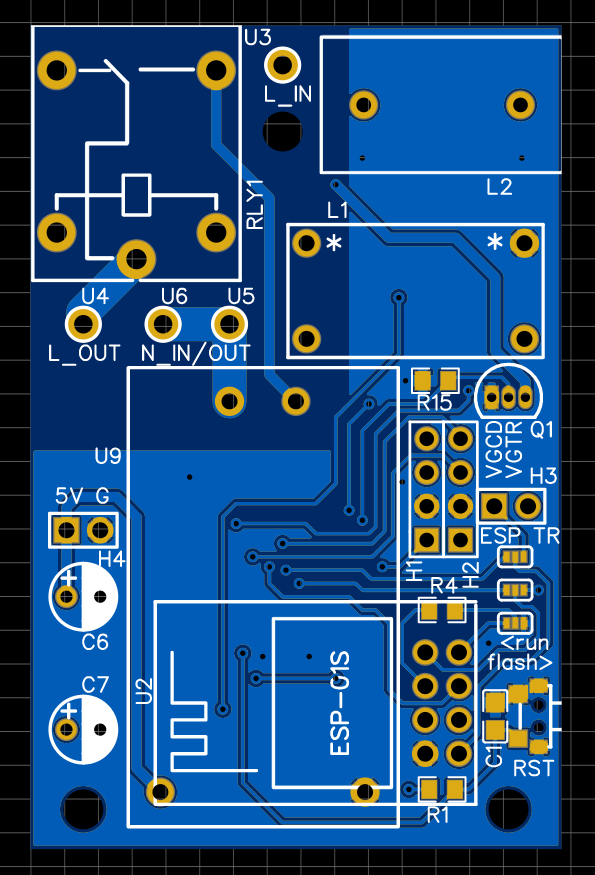 U3
L_IN
L2
RLY1
L1
* *
U4 U6 U5
L_OUT N_IN/OUT
R15
Q1
VGCD
VGTR
U9
H3
5V G
ESP TR
H4
H1
H2
+
R4
C6
<run
flash>
C7
U2
ESP-01S
+
C1
RST
R1